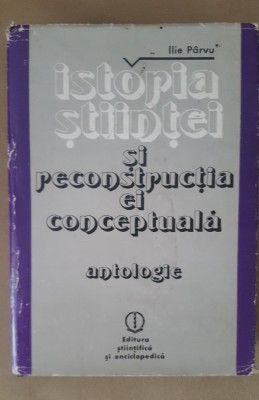 Ilie Pârvu
istoria
științei
și
reconstrucția
ei
conceptuală
antologie
Editura
științifică
și enciclopedică